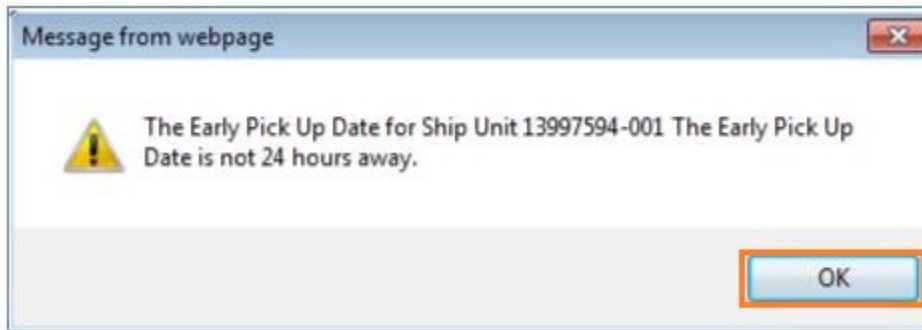 Message from webpage
The Early Pick Up Date for Ship Unit 13997594-001 The Early Pick Up
Date is not 24 hours away.
OK